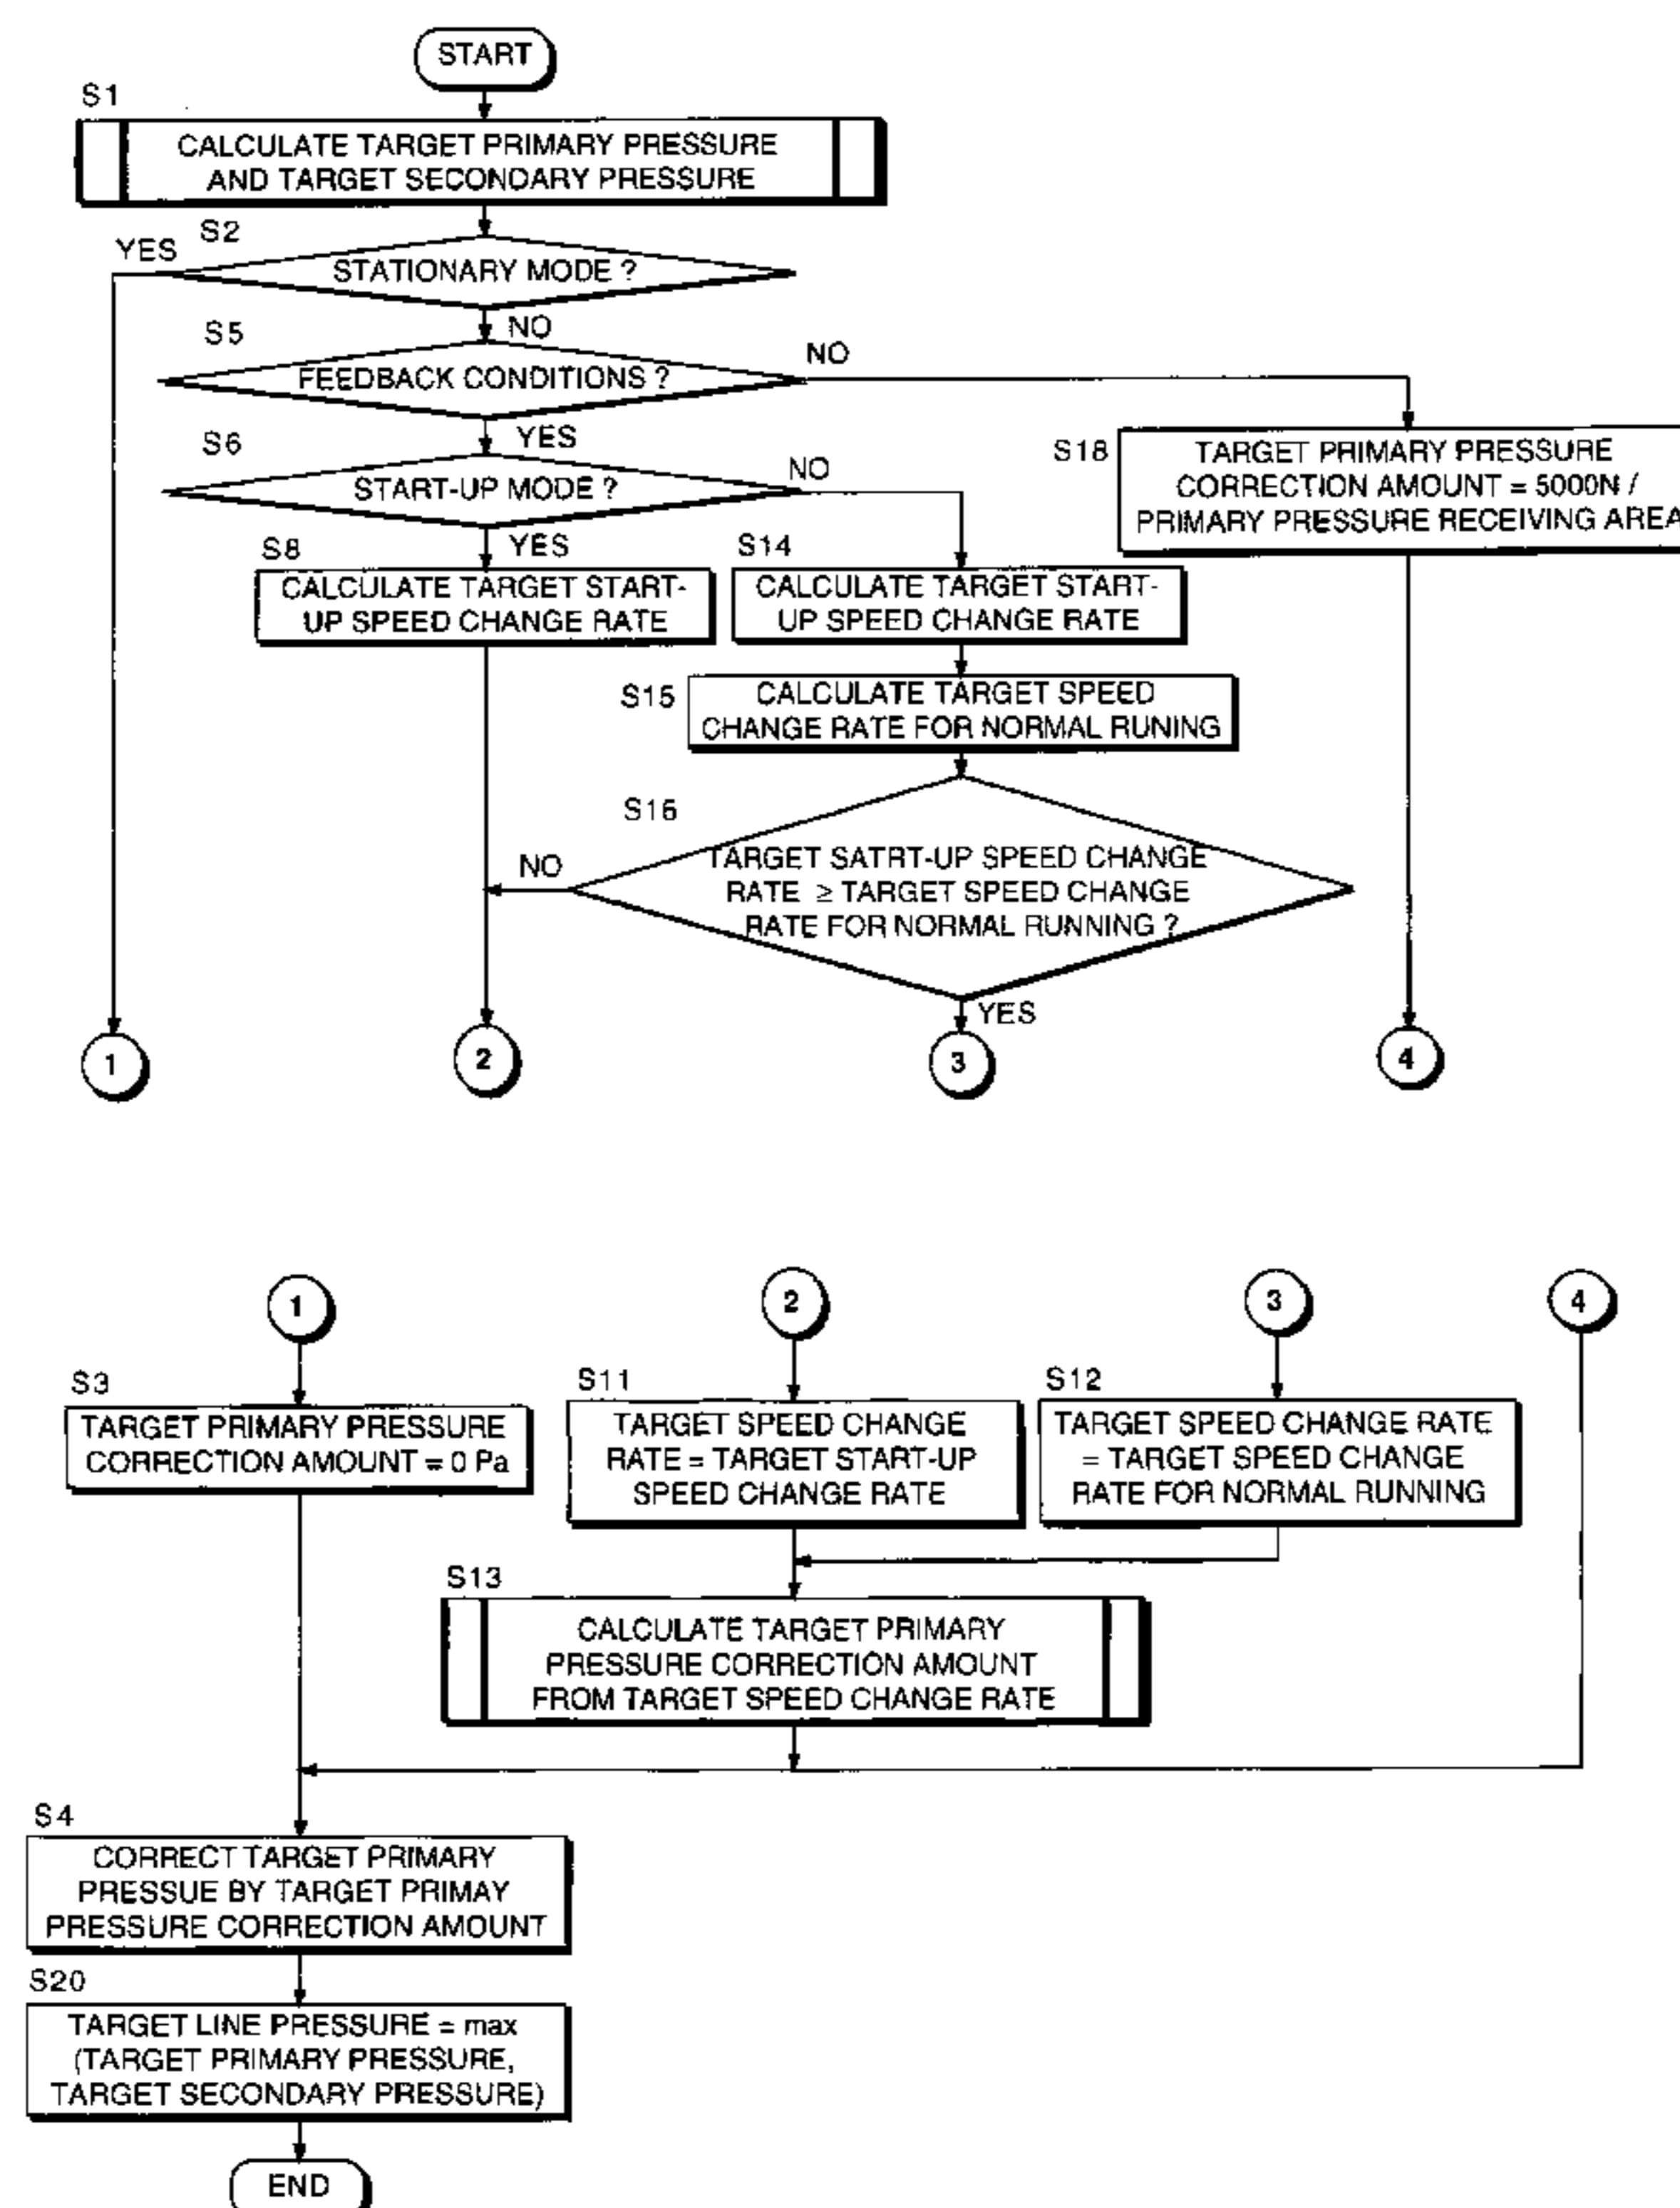 START
S1
CALCULATE TARGET PRIMARY PRESSURE
AND TARGET SECONDARY PRESSURE
S2
YES
STATIONARY MODE ?
NO
S5
FEEDBACK CONDITIONS ?
NO
YES
S6
START-UP MODE ?
NO
YES
S18
TARGET PRIMARY PRESSURE
CORRECTION AMOUNT = 5000N /
PRIMARY PRESSURE RECEIVING AREA
S8
CALCULATE TARGET START-
UP SPEED CHANGE RATE
S14
CALCULATE TARGET START-
UP SPEED CHANGE RATE
S15
CALCULATE TARGET SPEED
CHANGE RATE FOR NORMAL RUNING
S16
NO
TARGET SATRT-UP SPEED CHANGE
RATE ≥ TARGET SPEED CHANGE
RATE FOR NORMAL RUNNING ?
YES
1
2
3
4
1
2
3
4
S3
TARGET PRIMARY PRESSURE
CORRECTION AMOUNT = 0 Pa
S11
TARGET SPEED CHANGE
RATE = TARGET START-UP
SPEED CHANGE RATE
S12
TARGET SPEED CHANGE RATE
= TARGET SPEED CHANGE
RATE FOR NORMAL RUNNING
S13
CALCULATE TARGET PRIMARY
PRESSURE CORRECTION AMOUNT
FROM TARGET SPEED CHANGE RATE
S4
CORRECT TARGET PRIMARY
PRESSUE BY TARGET PRIMAY
PRESSURE CORRECTION AMOUNT
S20
TARGET LINE PRESSURE = max
(TARGET PRIMARY PRESSURE,
TARGET SECONDARY PRESSURE)
END